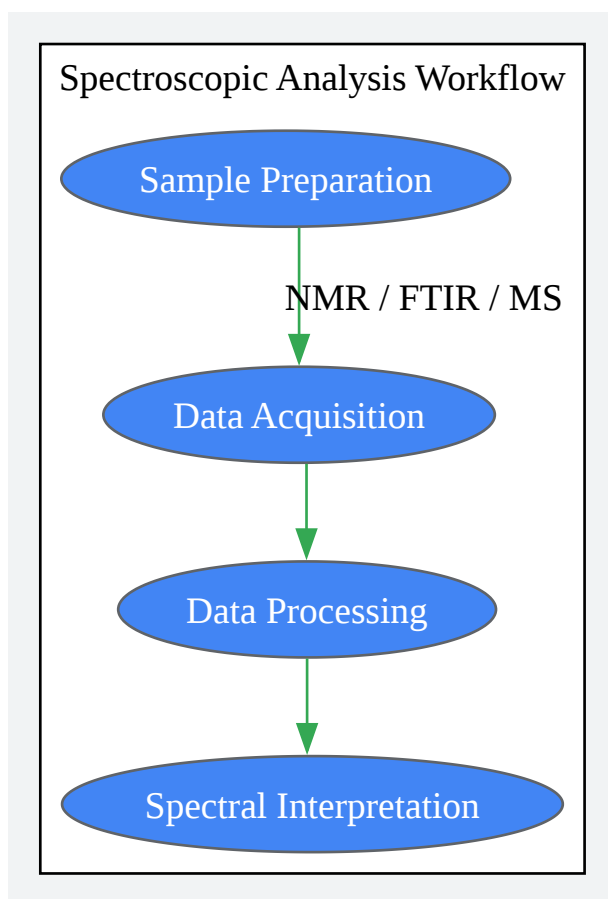 Spectroscopic Analysis Workflow
Sample Preparation
NMR / FTIR / MS
Data Acquisition
Data Processing
Spectral Interpretation